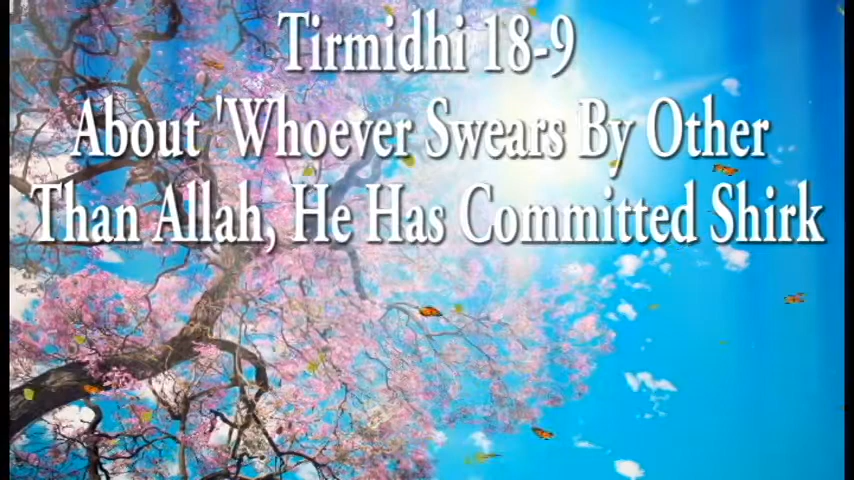 Tirmidhi 18-9
About 'Whoever Swears By Other
Than Allah, He Has Committed Shirk